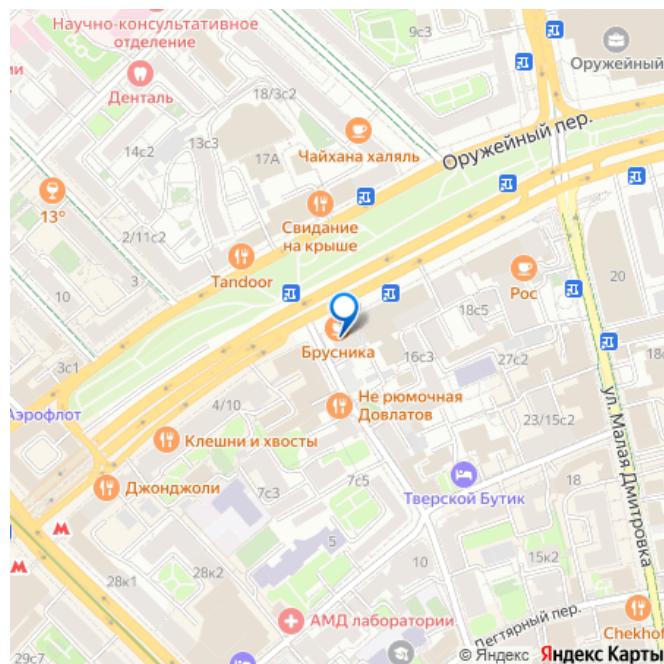 Научно-консультативное
отделение
9с3
Оружейный
ии
Денталь
18/3с2
13с3
14с2
17А
Чайхана халяль
Оружейный пер.
13°
Свидание
на крыше
2/11с2
Tandoor
3
10
Рос
20
18с5
Брусника
16с3
27с2
3с1
Аэрофлот
4/10
Не рюмочная
Довлатов
23/15с2
ул. Малая Дмитровка
Клешни и хвосты
Джонджоли
7с3
7с5
Тверской Бутик
18
5
15к2
10
28к1
28к2
АМД лаборатории
Дегтярный пер.
Chekhof
29с7
© Яндекс Яндекс Карты